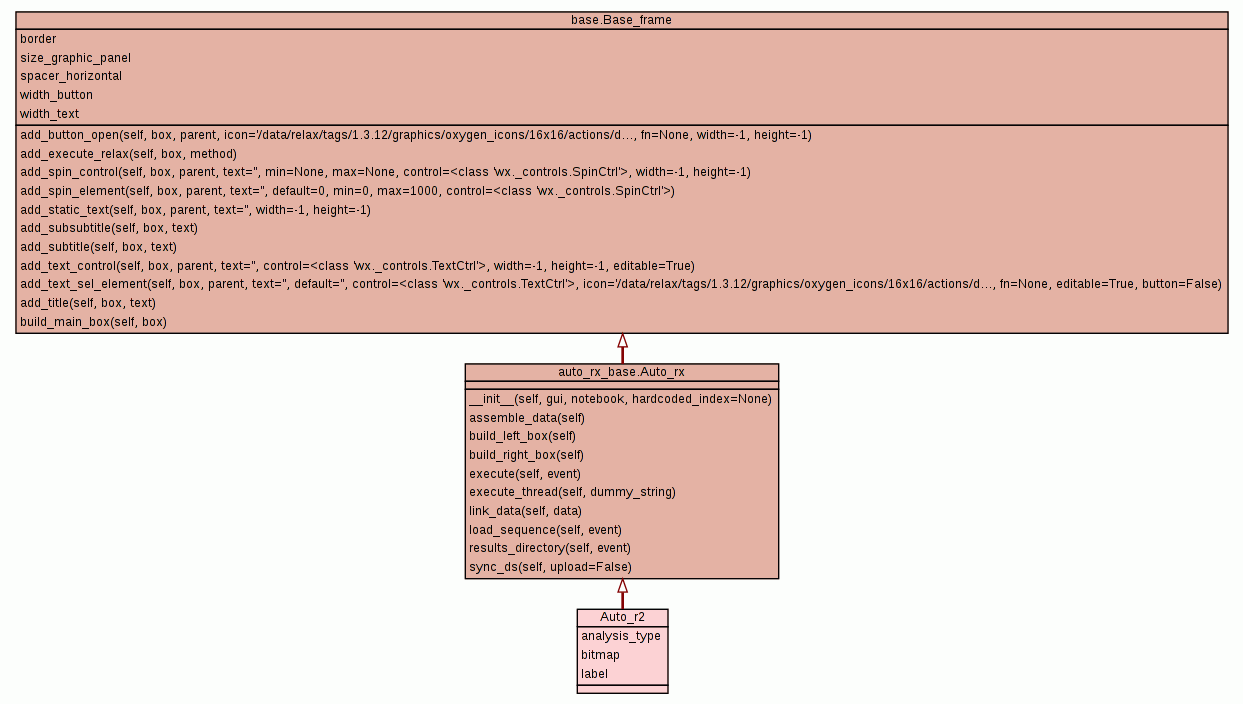 base.Base_frame
border
size_graphic_panel
spacer_horizontal
width_button
width_text
add_button_open(self, box, parent, icon='/data/relax/tags/1.3.12/graphics/oxygen_icons/16x16/actions/d..., fn=None, width=-1, height=-1)
add_execute_relax(self, box, method)
add_spin_control(self, box, parent, text='', min=None, max=None, control=<class 'wx._controls.SpinCtrl'>, width=-1, height=-1)
add_spin_element(self, box, parent, text='', default=0, min=0, max=1000, control=<class 'wx._controls.SpinCtrl'>)
add_static_text(self, box, parent, text='', width=-1, height=-1)
add_subsubtitle(self, box, text)
add_subtitle(self, box, text)
add_text_control(self, box, parent, text='', control=<class 'wx._controls.TextCtrl'>, width=-1, height=-1, editable=True)
add_text_sel_element(self, box, parent, text='', default='', control=<class 'wx._controls.TextCtrl'>, icon='/data/relax/tags/1.3.12/graphics/oxygen_icons/16x16/actions/d..., fn=None, editable=True, button=False)
add_title(self, box, text)
build_main_box(self, box)
auto_rx_base.Auto_rx
__init__(self, gui, notebook, hardcoded_index=None)
assemble_data(self)
build_left_box(self)
build_right_box(self)
execute(self, event)
execute_thread(self, dummy_string)
link_data(self, data)
load_sequence(self, event)
results_directory(self, event)
sync_ds(self, upload=False)
Auto_r2
analysis_type
bitmap
label